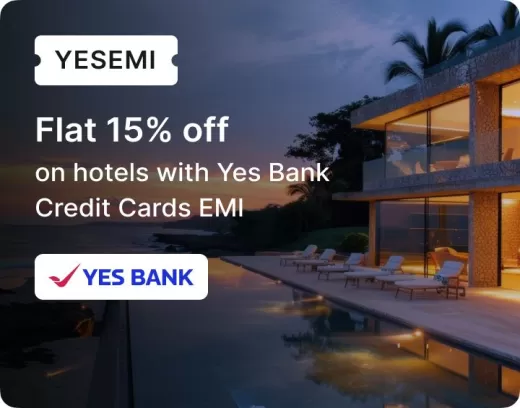 YESEMI
Flat 15% off
on hotels with Yes Bank
Credit Cards EMI
YES BANK